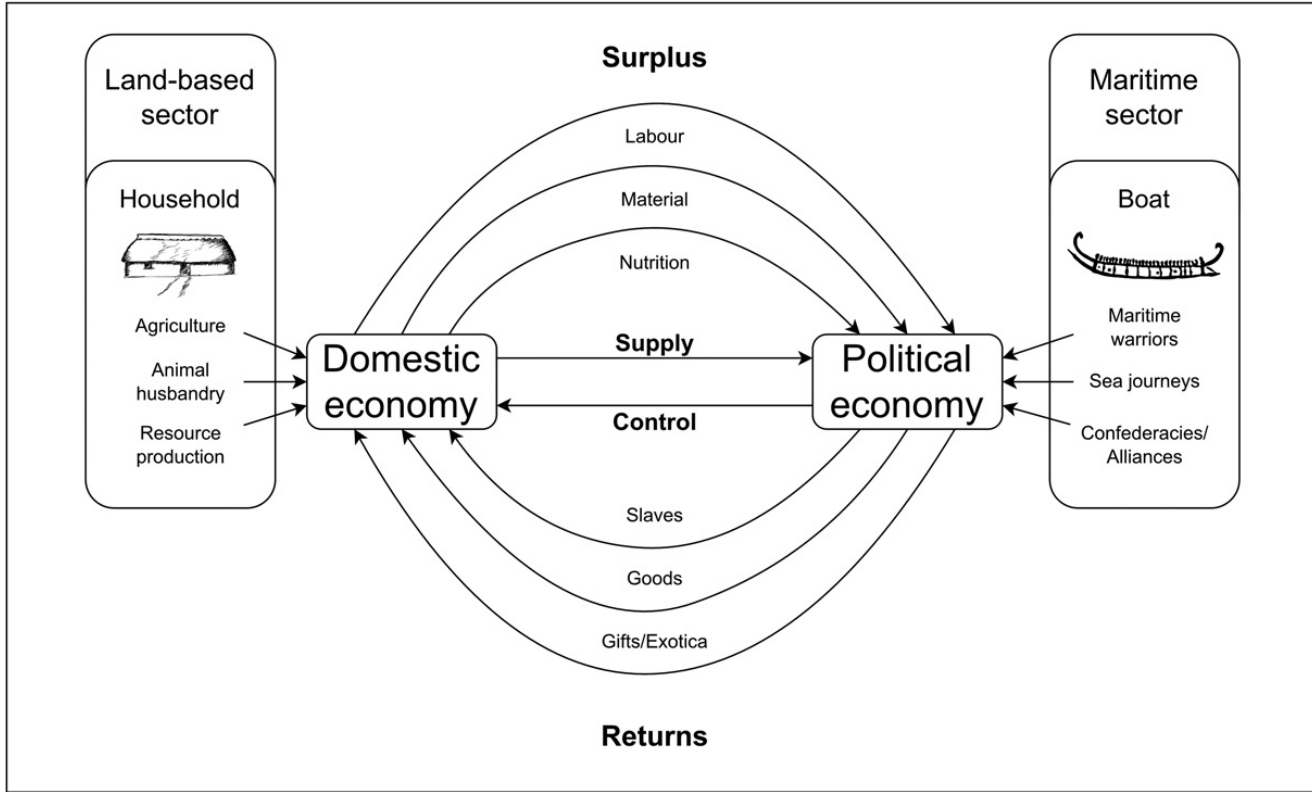 Surplus
Land-based
sector
Household
Agriculture
Animal
husbandry
Resource
production
Labour
Material
Nutrition
Domestic
economy
Supply
Control
Political
economy
Slaves
Goods
Gifts/Exotica
Returns
Maritime
sector
Boat
Maritime
warriors
Sea journeys
Confederacies/
Alliances